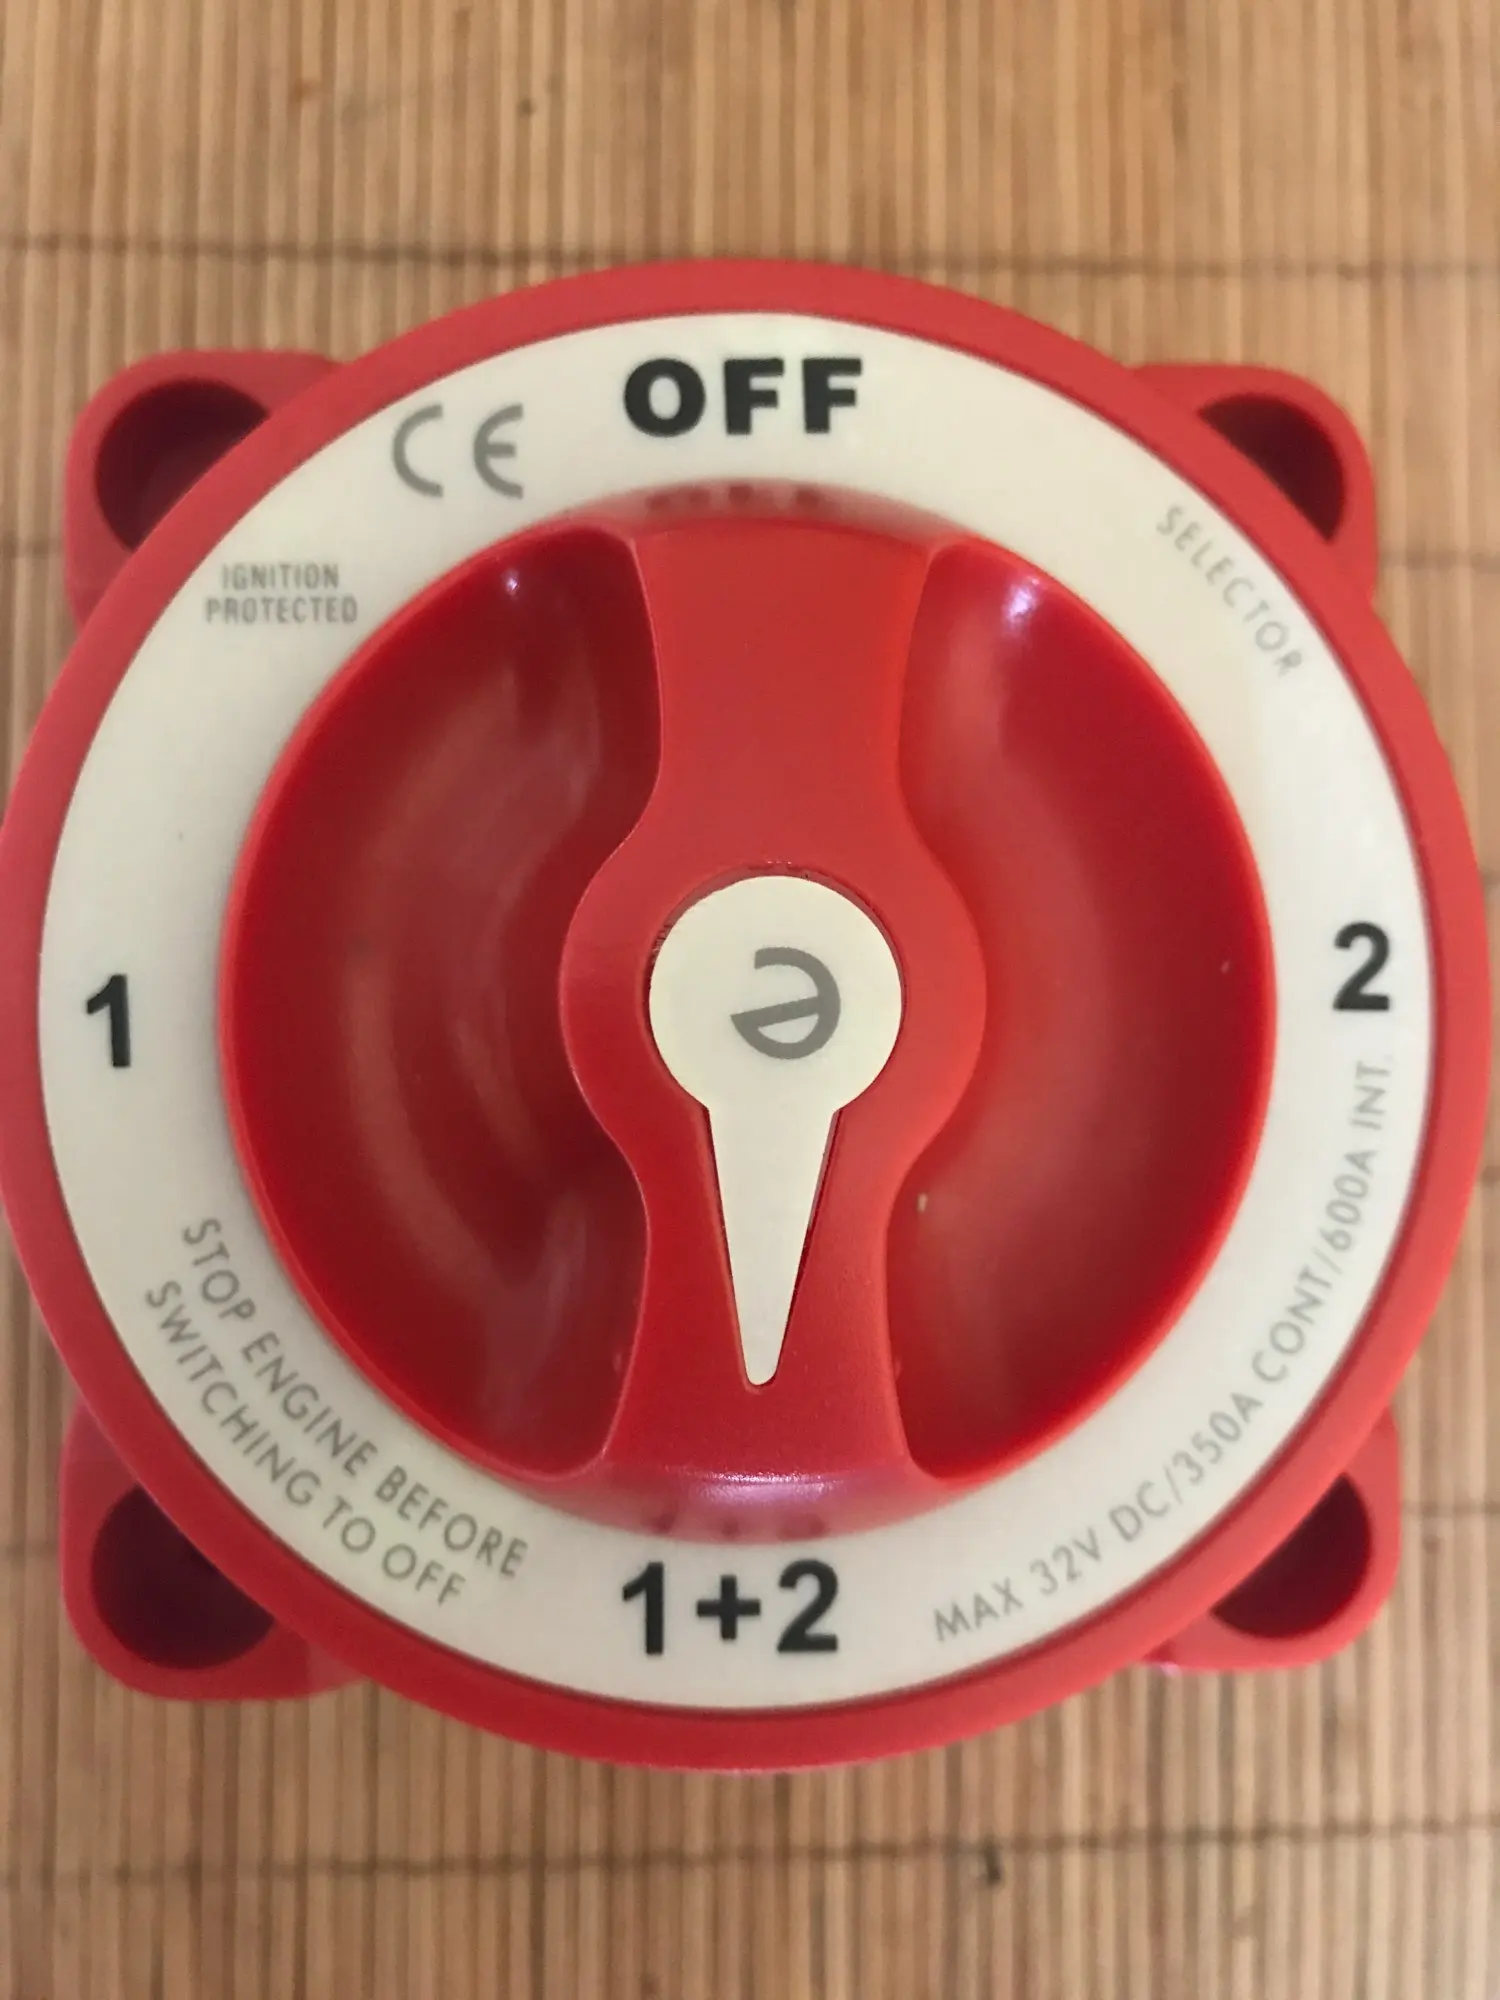 OFF
CE
IGNITION
PROTECTED
SELECTOR
1
2
STOP ENGINE BEFORE
SWITCHING TO OFF
1+2
MAX 32V DC/350A CONT/600A INT.
e